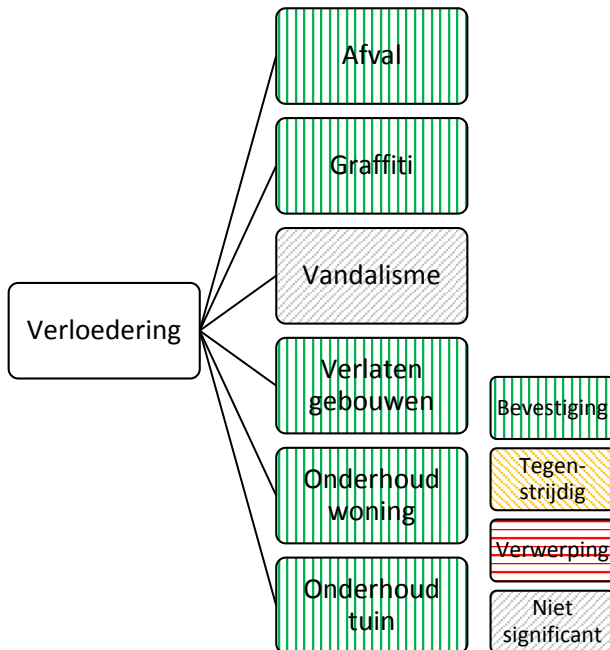 Afval
Graffiti
Vandalisme
Verloedering
Verlaten
gebouwen
Onderhoud
woning
Onderhoud
tuin
Bevestiging
Tegen-
strijdig
Verwerping
Niet
significant